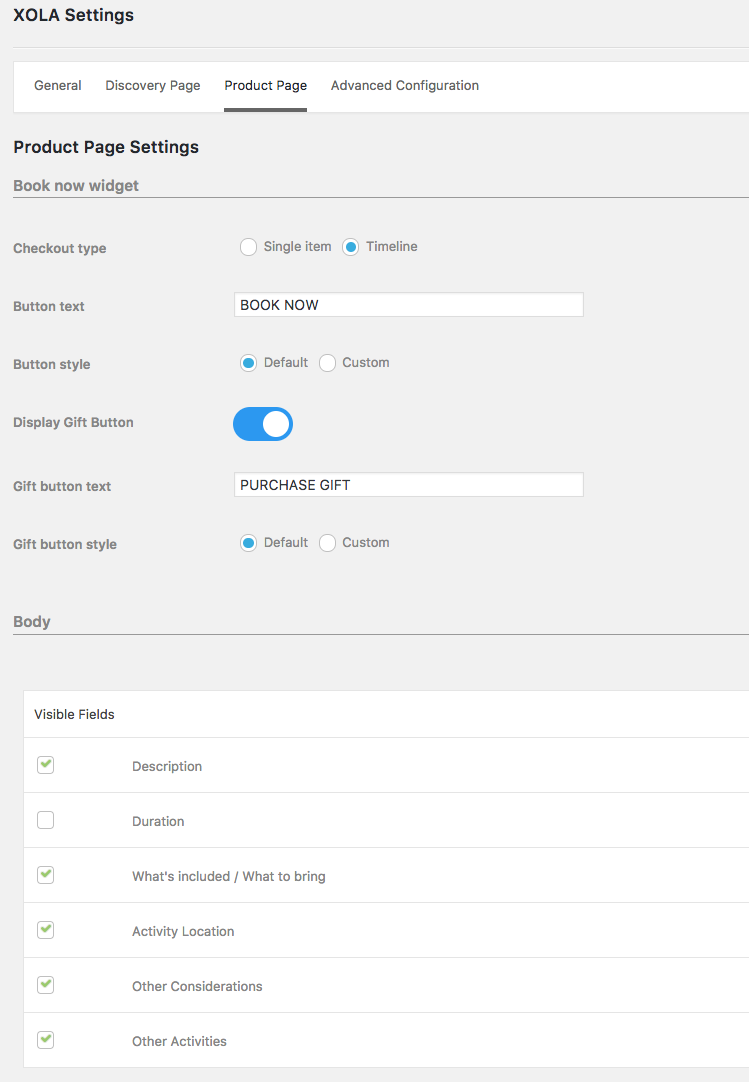 XOLA Settings
General Discovery Page Product Page Advanced Configuration
Product Page Settings
Book now widget
Checkout type Single item Timeline
Button text BOOK NOW
Button style Default Custom
Display Gift Button
Gift button text PURCHASE GIFT
Gift button style Default Custom
Body
Visible Fields
Description
Duration
What's included / What to bring
Activity Location
Other Considerations
Other Activities